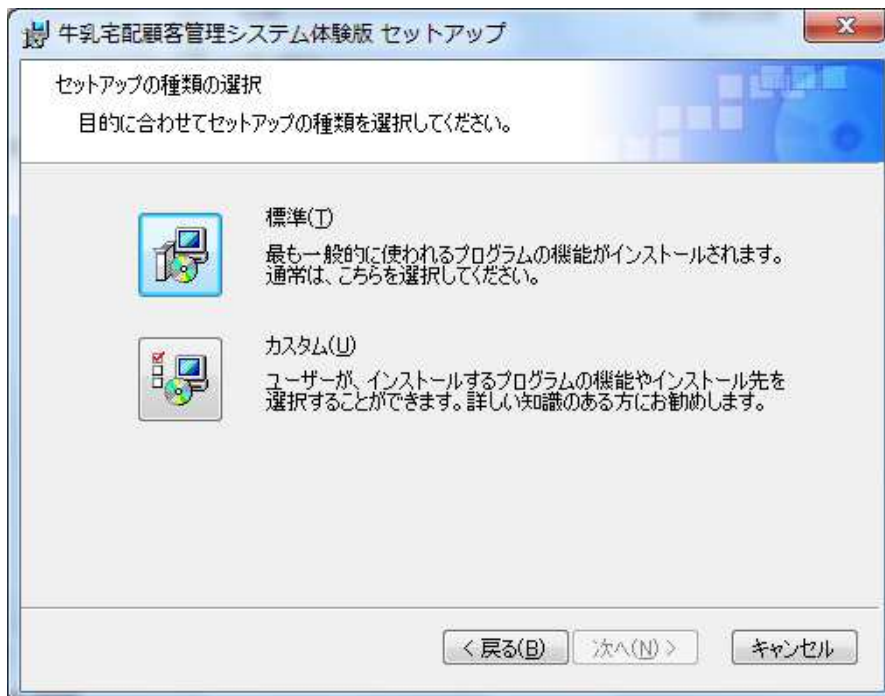 牛乳宅配顧客管理システム体験版 セットアップ
セットアップの種類の選択
目的に合わせてセットアップの種類を選択してください。
標準(T)
最も一般的に使われるプログラムの機能がインストールされます。
通常は、こちらを選択してください。
カスタム(U)
ユーザーが、インストールするプログラムの機能やインストール先を
選択することができます。詳しい知識のある方にお勧めします。
< 戻る(B) 次へ(N) > キャンセル